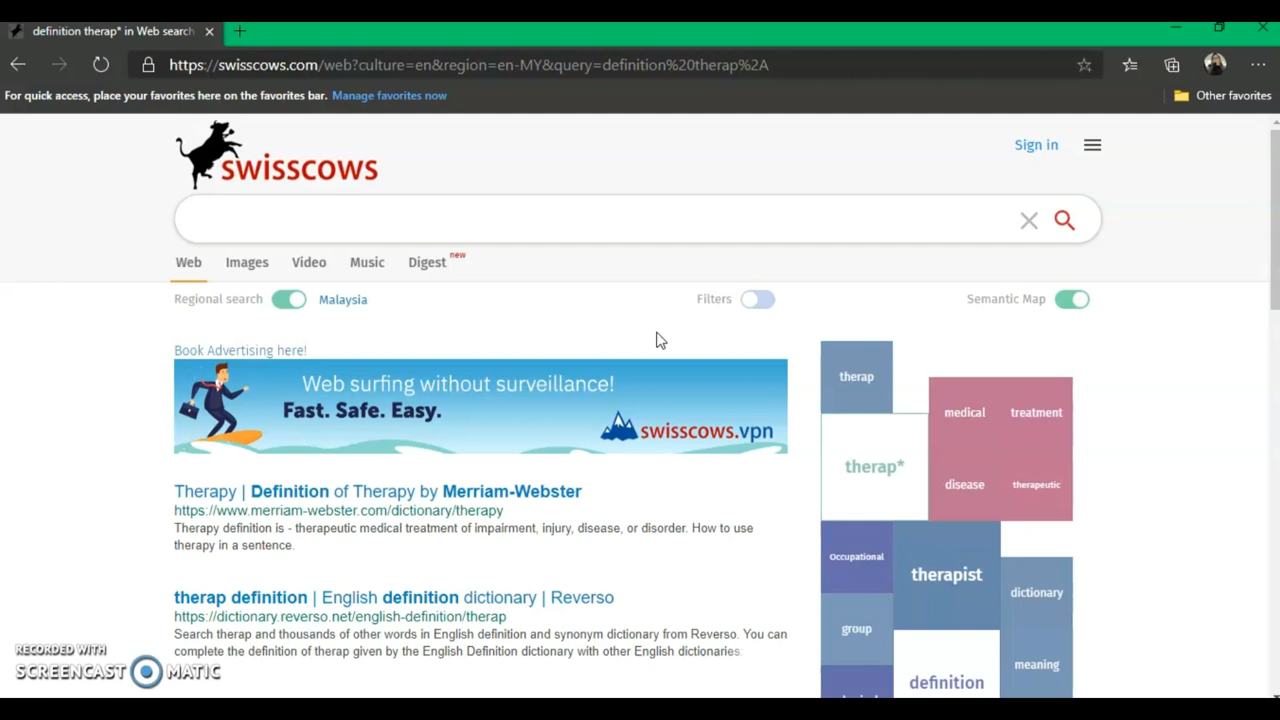 definition therap* in Web search
https://swisscows.com/web?culture=en&region=en-MY&query=definition%20therap%2A
For quick access, place your favorites here on the favorites bar. Manage favorites now
Other favorites
swisscows
Sign in
Web Images Video Music Digest new
Regional search Malaysia Filters Semantic Map
Book Advertising here!
Web surfing without surveillance!
Fast. Safe. Easy.
swisscows.vpn
Therapy | Definition of Therapy by Merriam-Webster
https://www.merriam-webster.com/dictionary/therapy
Therapy definition is - therapeutic medical treatment of impairment, injury, disease, or disorder. How to use
therapy in a sentence.
therap definition | English definition dictionary | Reverso
https://dictionary.reverso.net/english-definition/therap
Search therap and thousands of other words in English definition and synonym dictionary from Reverso. You can
complete the definition of therap given by the English Definition dictionary with other English dictionaries:
therap
medical treatment
therap*
disease therapeutic
Occupational
therapist
dictionary
group
meaning
definition
RECORDED WITH
SCREENCAST MATIC